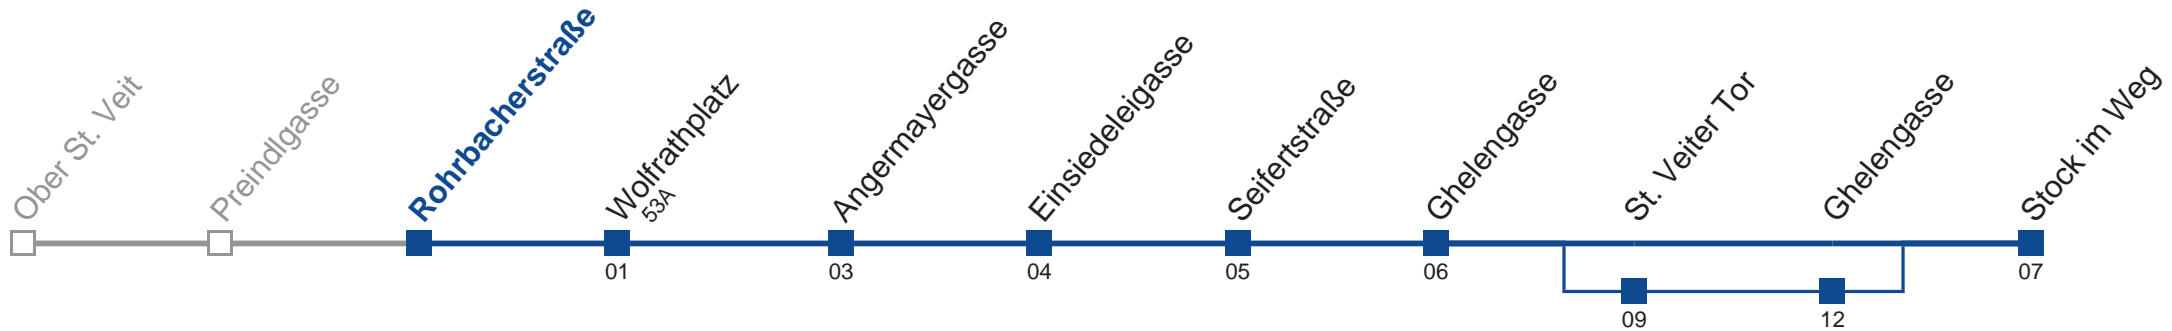 Ober St. Veit
Preindlgasse
Rohrbacherstraße
Wolfrathplatz
53A
Angermayergasse
Einsiedeleigasse
Seifertstraße
Ghelengasse
St. Veiter Tor
Ghelengasse
Stock im Weg
01
03
04
05
06
07
09
12